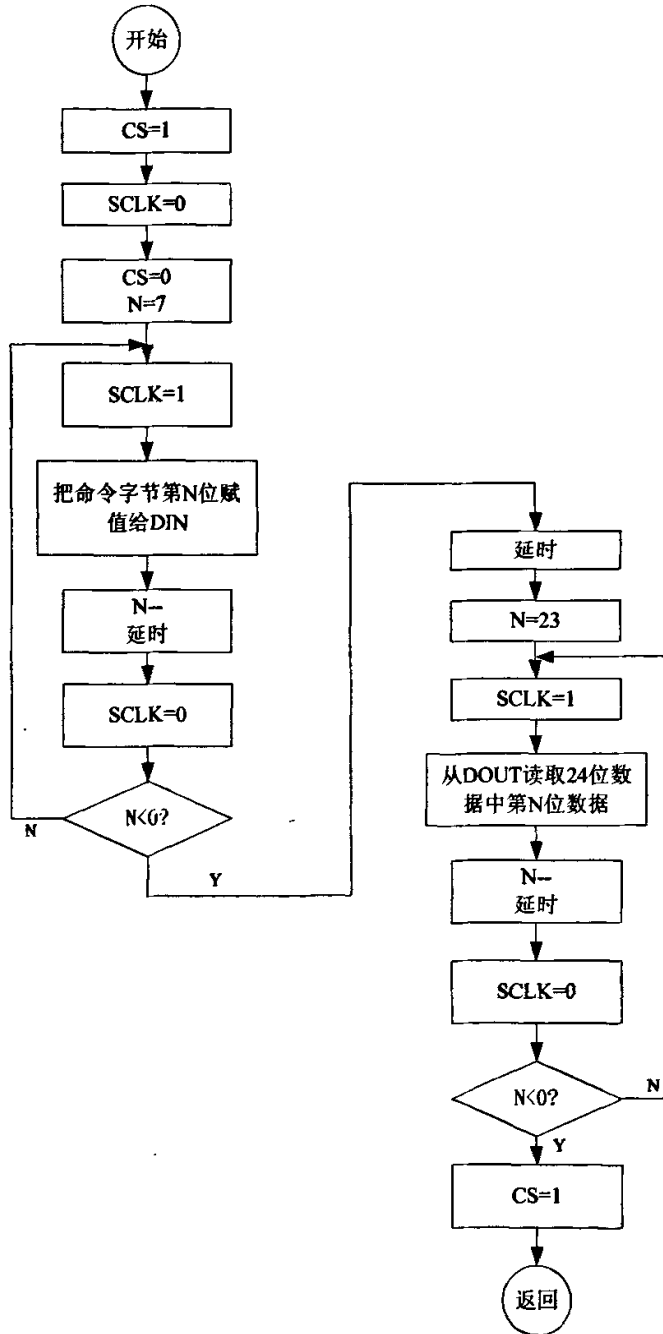 开始
CS=1
SCLK=0
CS=0
N=7
SCLK=1
把命令字节第N位赋
值给DIN
N--
延时
SCLK=0
N<0?
N
Y
延时
N=23
SCLK=1
从DOUT读取24位数
据中第N位数据
N--
延时
SCLK=0
N<0?
N
Y
CS=1
返回